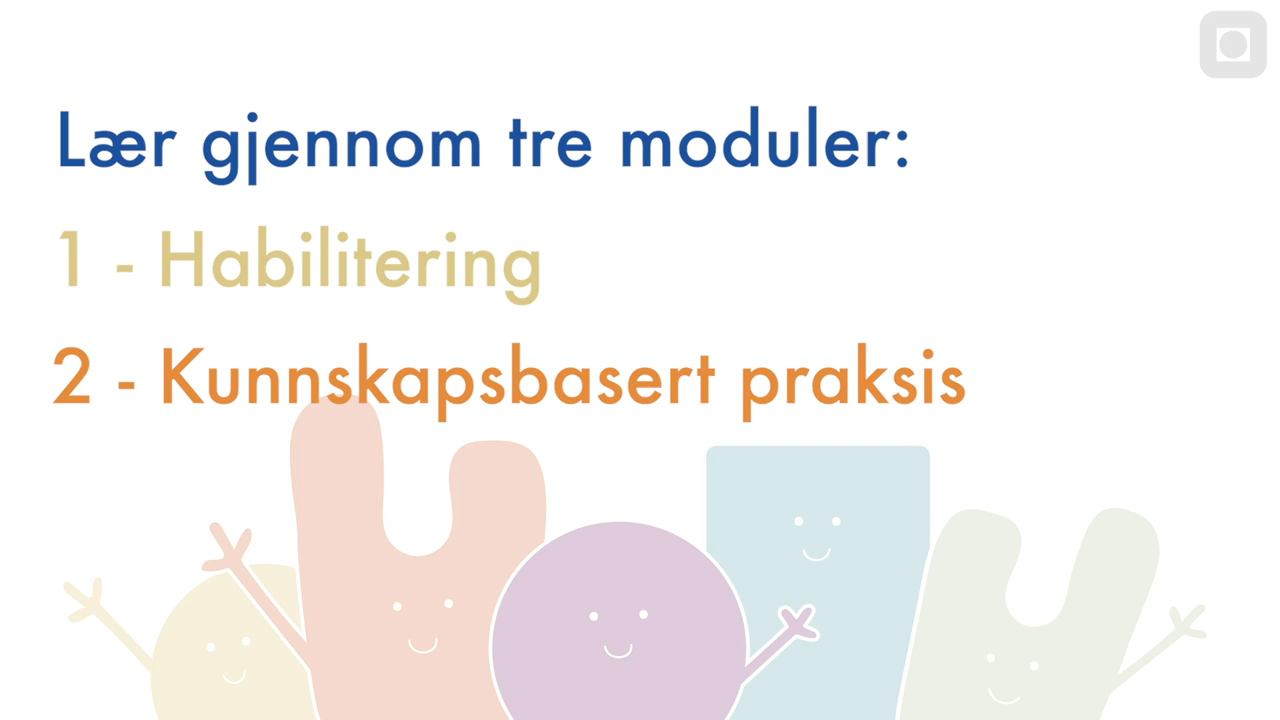 Lær gjennom tre moduler:
1 - Habilitering
2 - Kunnskapsbasert praksis